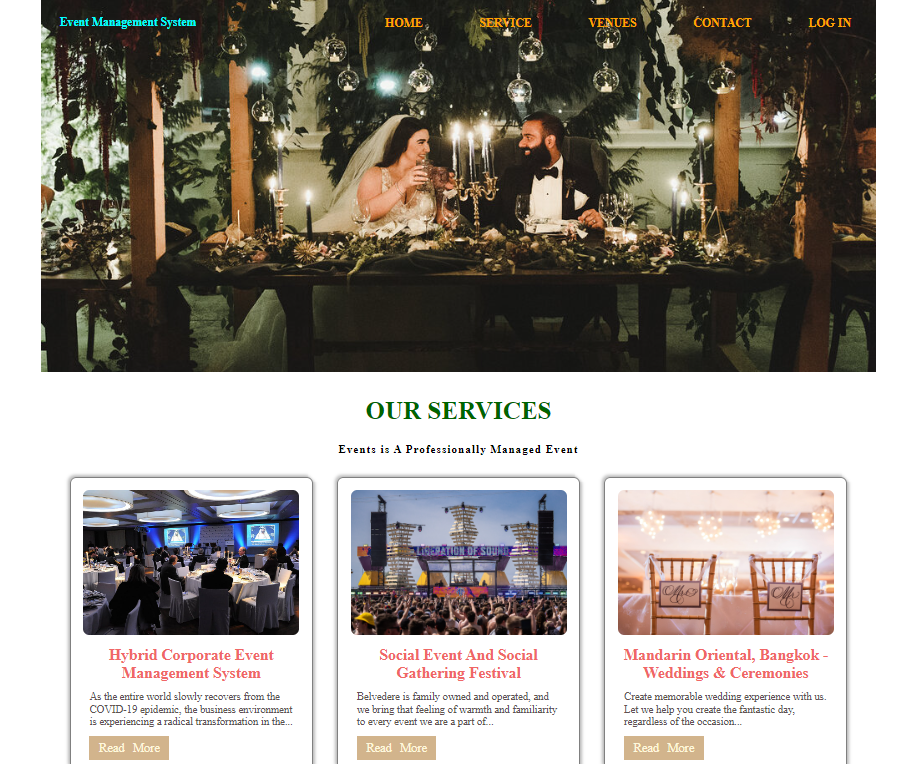 Event Management System
HOME SERVICE VENUES CONTACT LOG IN
OUR SERVICES
Events is A Professionally Managed Event
LIBERATION OF SOUND
Hybrid Corporate Event
Management System
As the entire world slowly recovers from the
COVID-19 epidemic, the business environment
is experiencing a radical transformation in the...
Read More
Social Event And Social
Gathering Festival
Belvedere is family owned and operated, and
we bring that feeling of warmth and familiarity
to every event we are a part of...
Read More
Mrs
Mr
Mandarin Oriental, Bangkok -
Weddings & Ceremonies
Create memorable wedding experience with us.
Let we help you create the fantastic day,
regardless of the occasion...
Read More